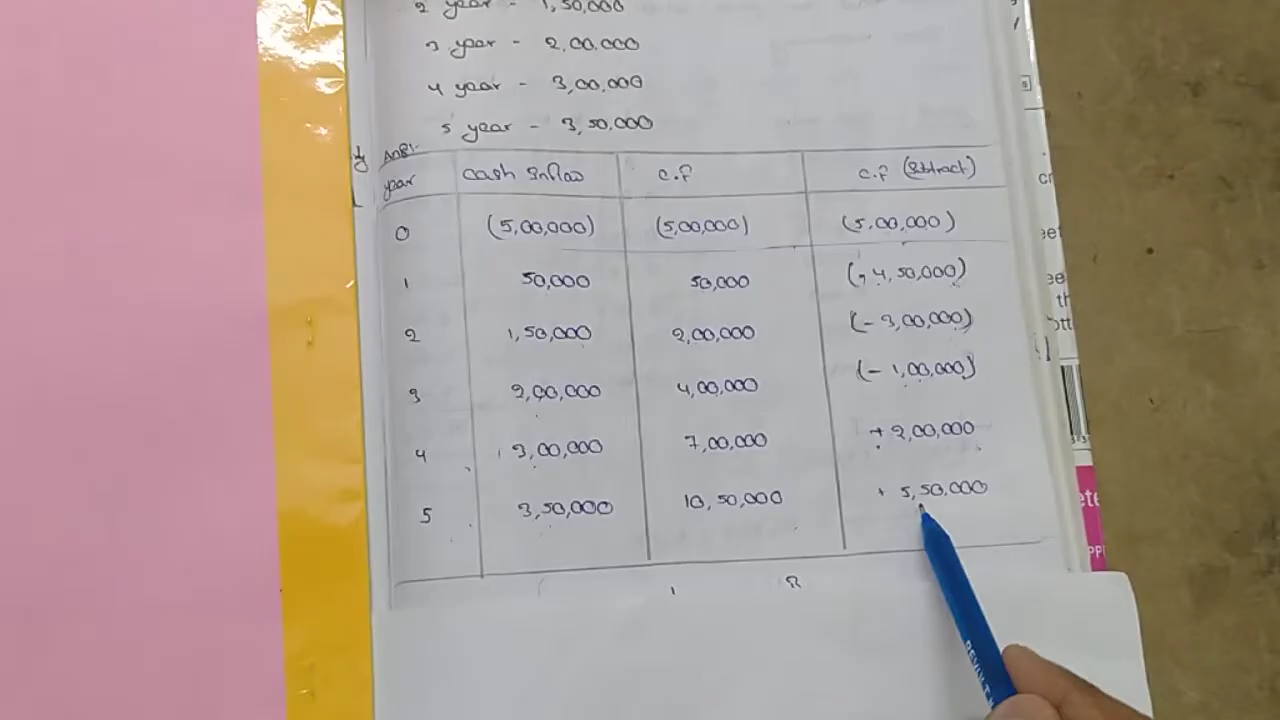 2 year - 1,50,000
3 year - 2,00,000
4 year - 3,00,000
5 year - 3,50,000
Ans:-
year cash Inflow C.F C.F (Subtract)
0 (5,00,000) (5,00,000) (5,00,000)
1 50,000 50,000 (- 4,50,000)
2 1,50,000 2,00,000 (- 3,00,000)
3 2,00,000 4,00,000 (- 1,00,000)
4 3,00,000 7,00,000 + 2,00,000
5 3,50,000 10,50,000 + 5,50,000